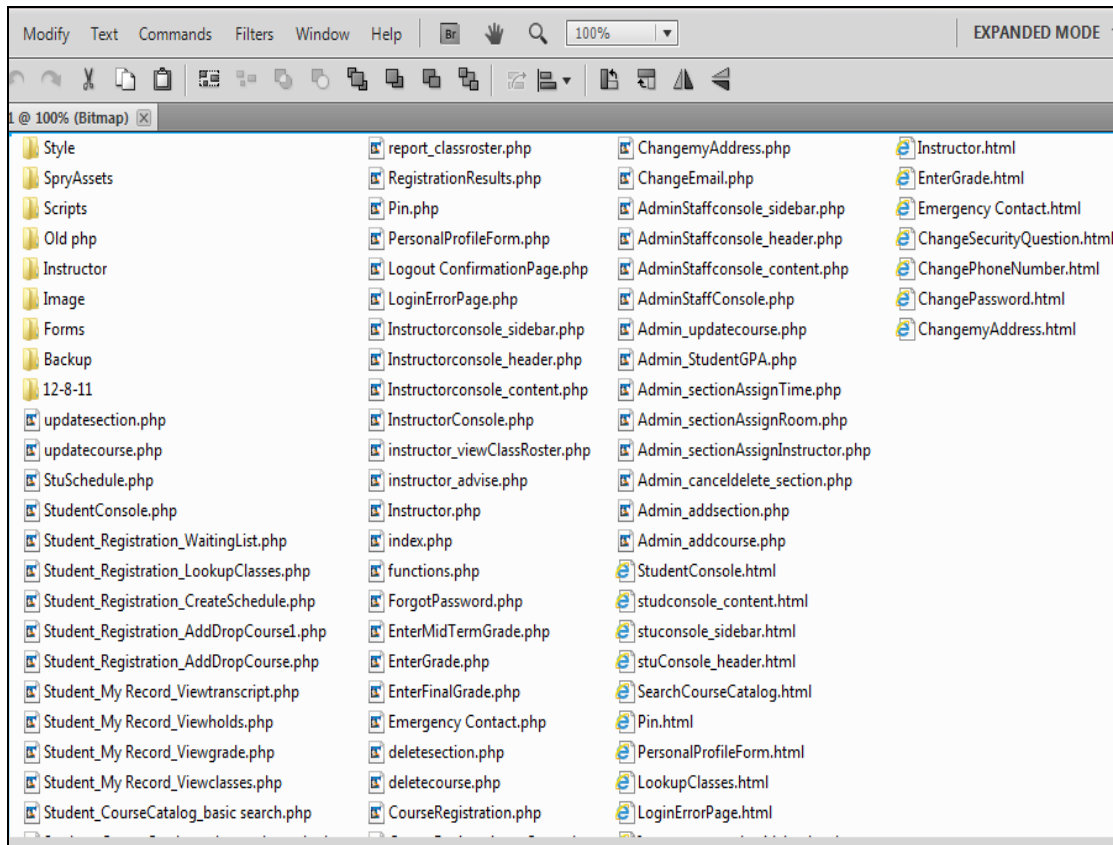 Modify Text Commands Filters Window Help Br 100% EXPANDED MODE
1 @ 100% (Bitmap)
Style
SpryAssets
Scripts
Old php
Instructor
Image
Forms
Backup
12-8-11
updatesection.php
updatecourse.php
StuSchedule.php
StudentConsole.php
Student_Registration_WaitingList.php
Student_Registration_LookupClasses.php
Student_Registration_CreateSchedule.php
Student_Registration_AddDropCourse1.php
Student_Registration_AddDropCourse.php
Student_My Record_Viewtranscript.php
Student_My Record_Viewholds.php
Student_My Record_Viewgrade.php
Student_My Record_Viewclasses.php
Student_CourseCatalog_basic search.php
report_classroster.php
RegistrationResults.php
Pin.php
PersonalProfileForm.php
Logout ConfirmationPage.php
LoginErrorPage.php
Instructorconsole_sidebar.php
Instructorconsole_header.php
Instructorconsole_content.php
InstructorConsole.php
instructor_viewClassRoster.php
instructor_advise.php
Instructor.php
index.php
functions.php
ForgotPassword.php
EnterMidTermGrade.php
EnterGrade.php
EnterFinalGrade.php
Emergency Contact.php
deletesection.php
deletecourse.php
CourseRegistration.php
ChangemyAddress.php
ChangeEmail.php
AdminStaffconsole_sidebar.php
AdminStaffconsole_header.php
AdminStaffconsole_content.php
AdminStaffConsole.php
Admin_updatecourse.php
Admin_StudentGPA.php
Admin_sectionAssignTime.php
Admin_sectionAssignRoom.php
Admin_sectionAssignInstructor.php
Admin_canceldelete_section.php
Admin_addsection.php
Admin_addcourse.php
StudentConsole.html
studconsole_content.html
stuconsole_sidebar.html
stuConsole_header.html
SearchCourseCatalog.html
Pin.html
PersonalProfileForm.html
LookupClasses.html
LoginErrorPage.html
Instructor.html
EnterGrade.html
Emergency Contact.html
ChangeSecurityQuestion.html
ChangePhoneNumber.html
ChangePassword.html
ChangemyAddress.html